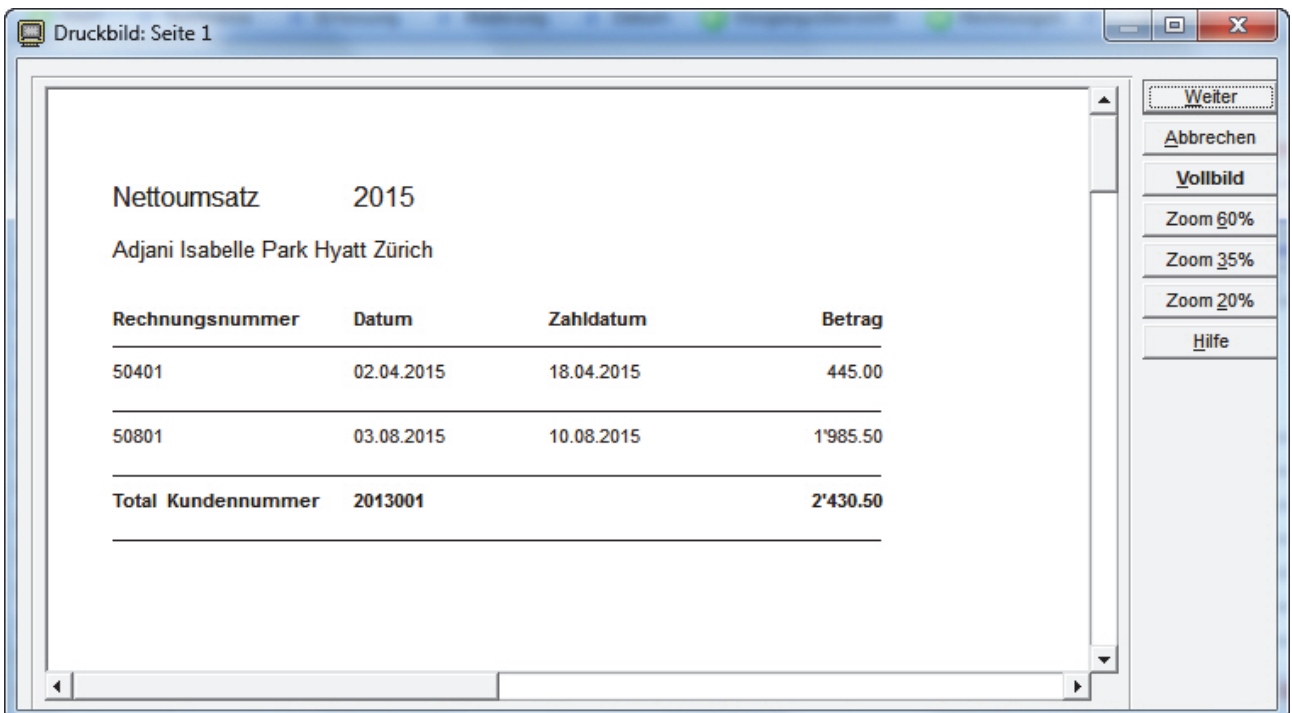 Druckbild: Seite 1
Nettoumsatz 2015
Adjani Isabelle Park Hyatt Zürich
Rechnungsnummer Datum Zahldatum Betrag
50401 02.04.2015 18.04.2015 445.00
50801 03.08.2015 10.08.2015 1'985.50
Total Kundennummer 2013001 2'430.50
Weiter
Abbrechen
Vollbild
Zoom 60%
Zoom 35%
Zoom 20%
Hilfe